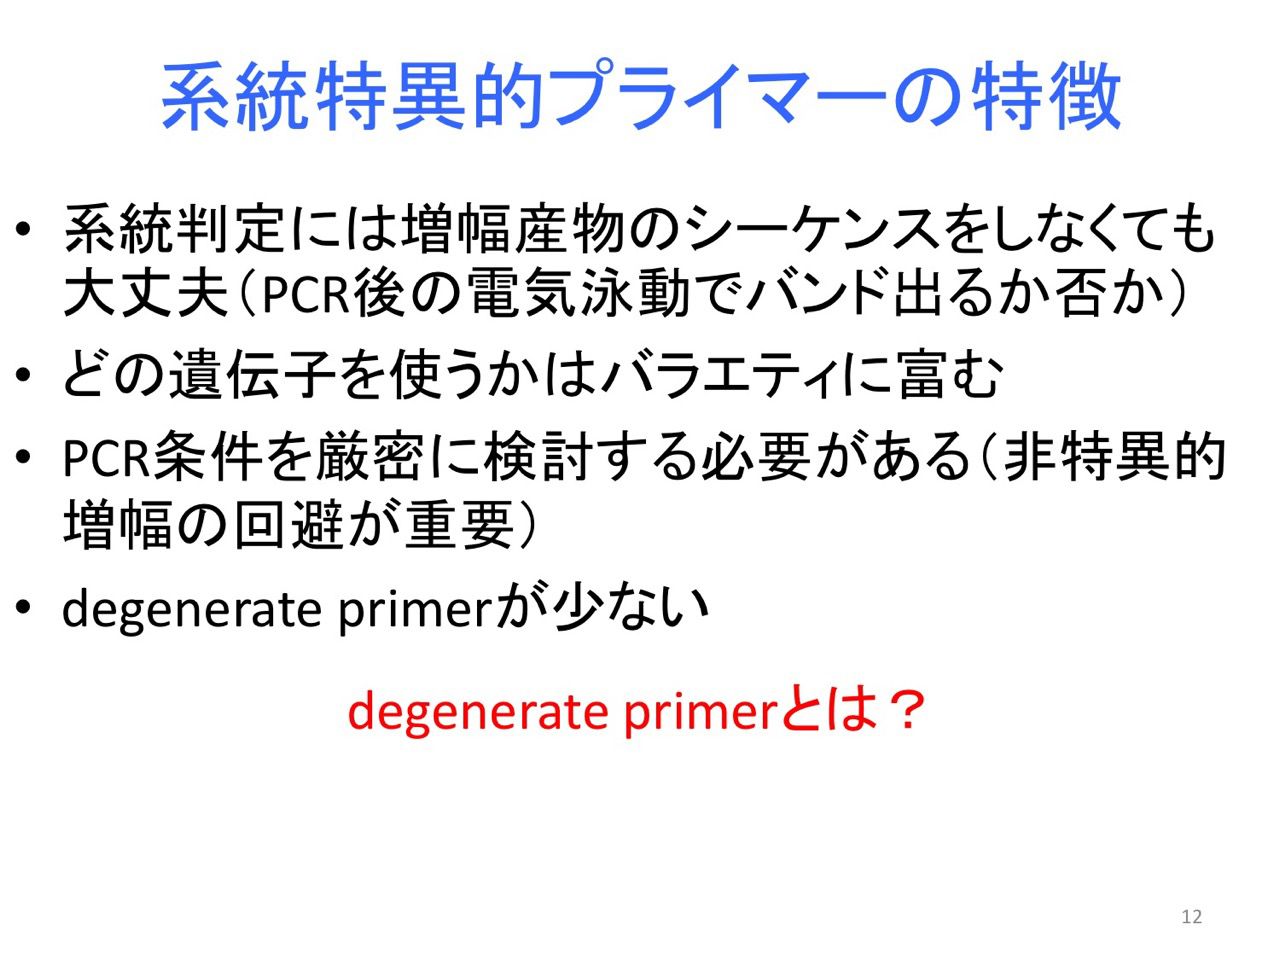 系統特異的プライマーの特徴
• 系統判定には増幅産物のシーケンスをしなくても
大丈夫（PCR後の電気泳動でバンド出るか否か）
• どの遺伝子を使うかはバラエティに富む
• PCR条件を厳密に検討する必要がある（非特異的
増幅の回避が重要）
• degenerate primerが少ない
degenerate primerとは？
12